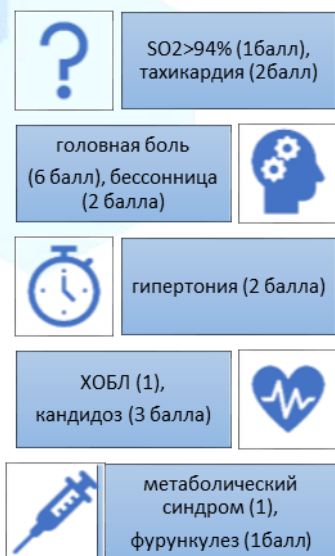 SO2>94% (1балл),
тахикардия (2балл)
головная боль
(6 балл), бессонница
(2 балла)
гипертония (2 балла)
ХОБЛ (1),
кандидоз (3 балла)
метаболический
синдром (1),
фурункулез (1балл)